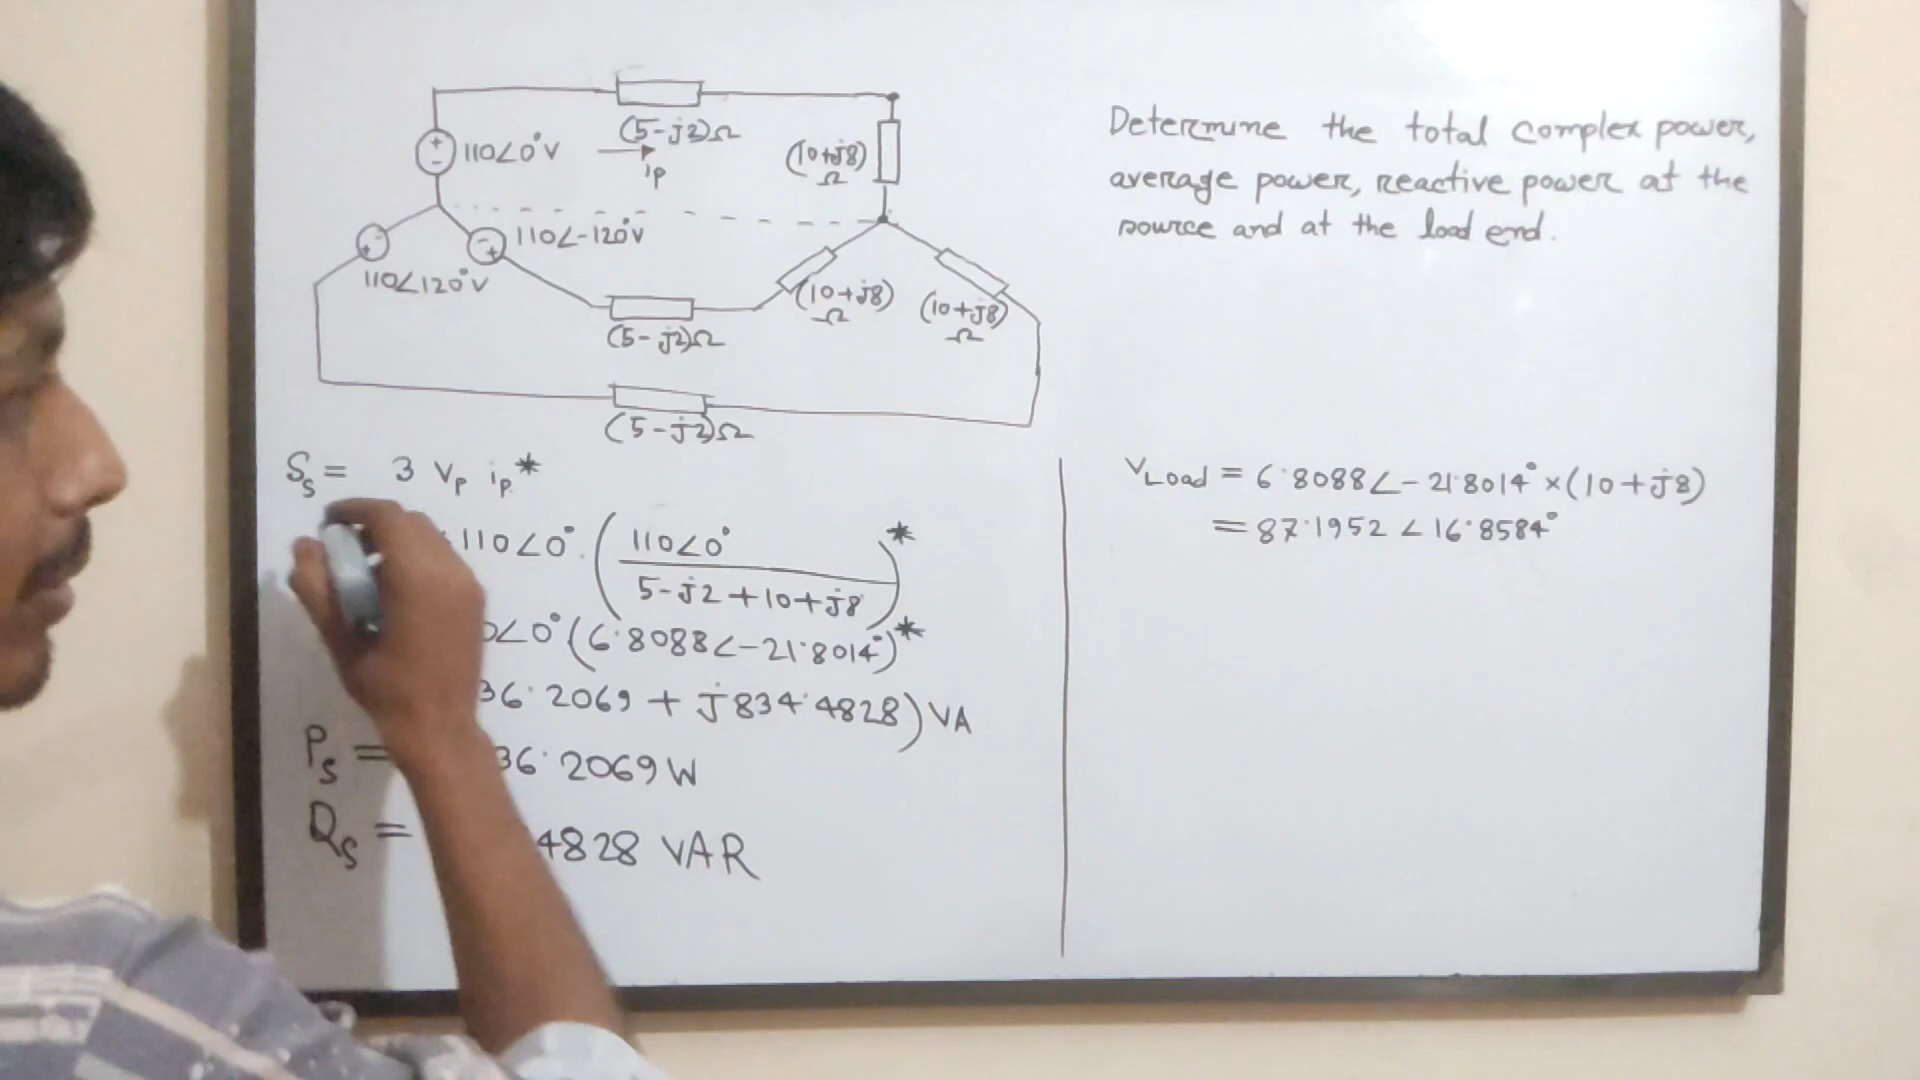 (5-j2)Ω
110∠0°V
ip
(10+j8)
Ω
110∠-120°V
110∠120°V
(10+j8)
Ω
(10+j8)
Ω
(5-j2)Ω
(5-j2)Ω
Determine the total complex power,
average power, reactive power at the
source and at the load end.
Ss = 3 Vp ip*
110∠0°. (110∠0° / 5-j2+10+j8)*
∠0° (6.8088∠-21.8014°)*
36.2069 + j834.4828) VA
Ps = 36.2069 W
Qs = 4828 VAR
VLoad = 6.8088∠-21.8014° × (10+j8)
= 87.1952 ∠ 16.8584°